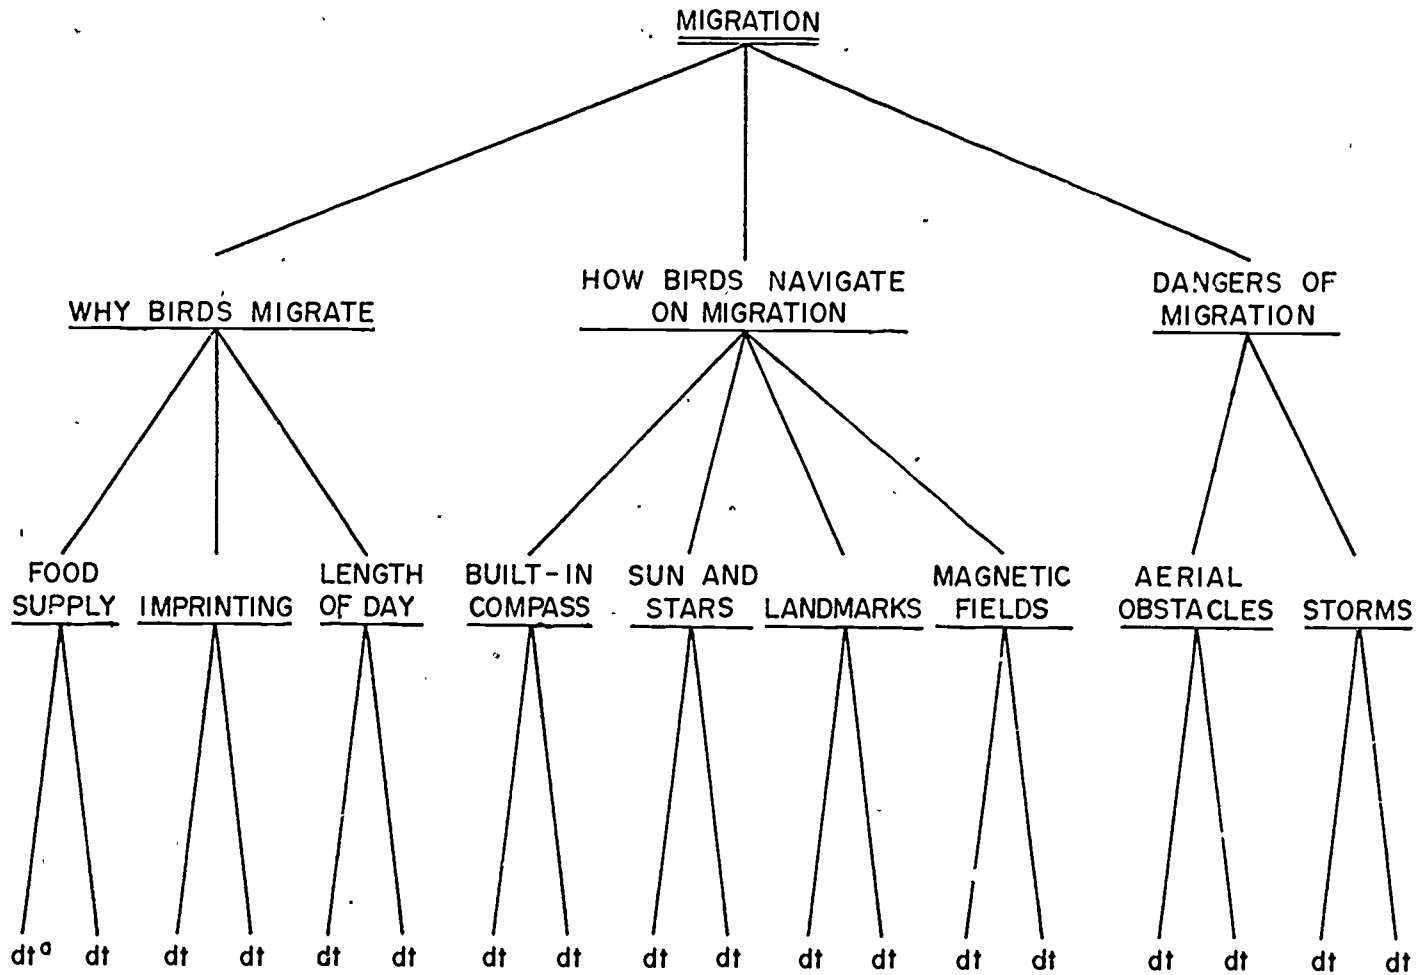 MIGRATION
WHY BIRDS MIGRATE
HOW BIRDS NAVIGATE
ON MIGRATION
DANGERS OF
MIGRATION
FOOD
SUPPLY
IMPRINTING
LENGTH
OF DAY
BUILT-IN
COMPASS
SUN AND
STARS
LANDMARKS
MAGNETIC
FIELDS
AERIAL
OBSTACLES
STORMS
dtᵃ dt dt dt dt dt dt dt dt dt dt dt dt dt dt dt dt dt